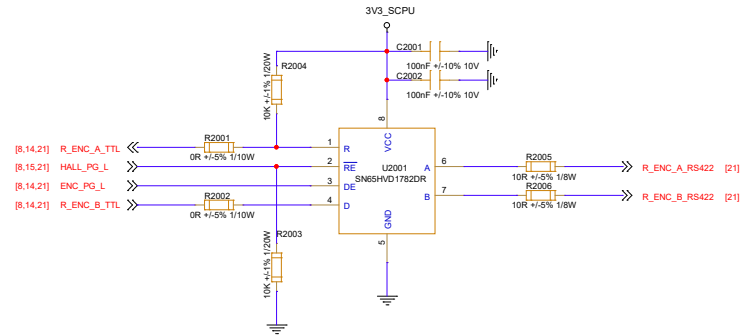 3V3_SCPU
C2001
100nF +/-10% 10V
C2002
100nF +/-10% 10V
R2004
10K +/-1% 1/20W
8
VCC
[8,14,21] R_ENC_A_TTL
R2001
0R +/-5% 1/10W
1
R
[8,15,21] HALL_PG_L
2
RE
[8,14,21] ENC_PG_L
3
DE
[8,14,21] R_ENC_B_TTL
R2002
0R +/-5% 1/10W
4
D
U2001
SN65HVD1782DR
A
6
R2005
10R +/-5% 1/8W
R_ENC_A_RS422 [21]
B
7
R2006
10R +/-5% 1/8W
R_ENC_B_RS422 [21]
GND
5
R2003
10K +/-1% 1/20W